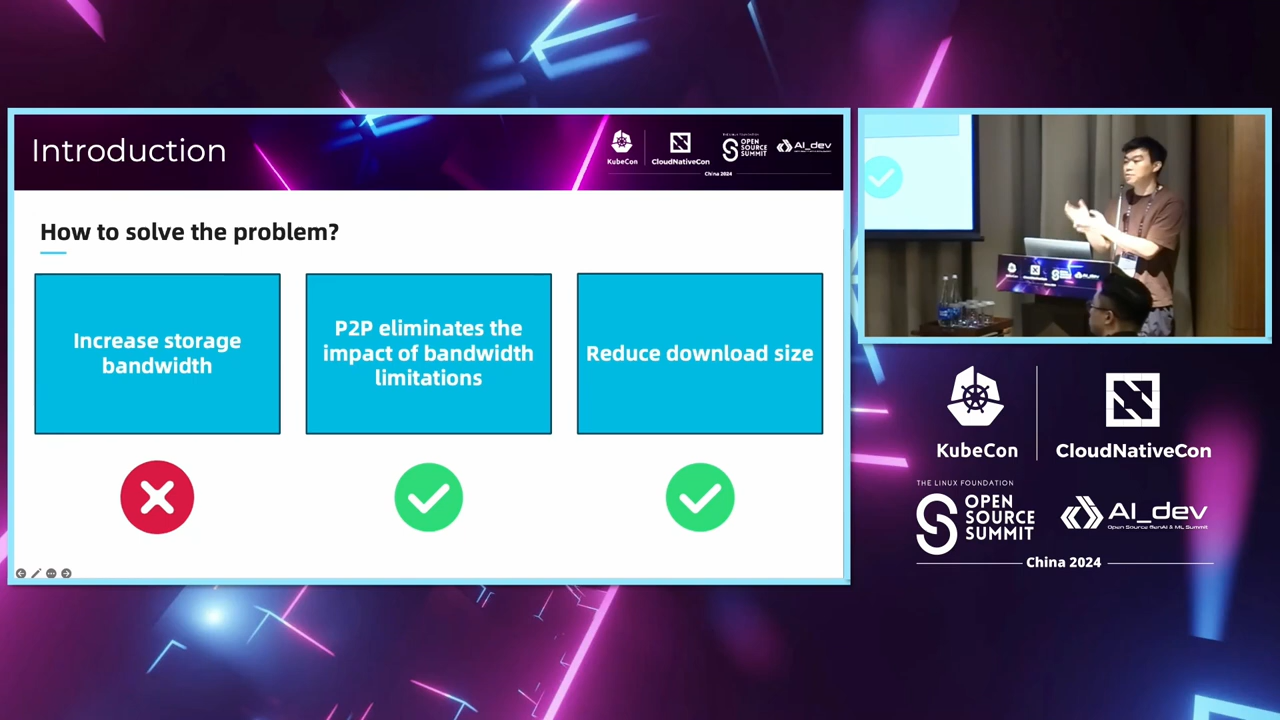 Introduction
KubeCon
CloudNativeCon
OPEN
SOURCE
SUMMIT
AI_dev
China 2024
How to solve the problem?
Increase storage
bandwidth
P2P eliminates the
impact of bandwidth
limitations
Reduce download size
KubeCon
CloudNativeCon
THE LINUX FOUNDATION
OPEN
SOURCE
SUMMIT
AI_dev
Open Source GenAI & ML Summit
China 2024